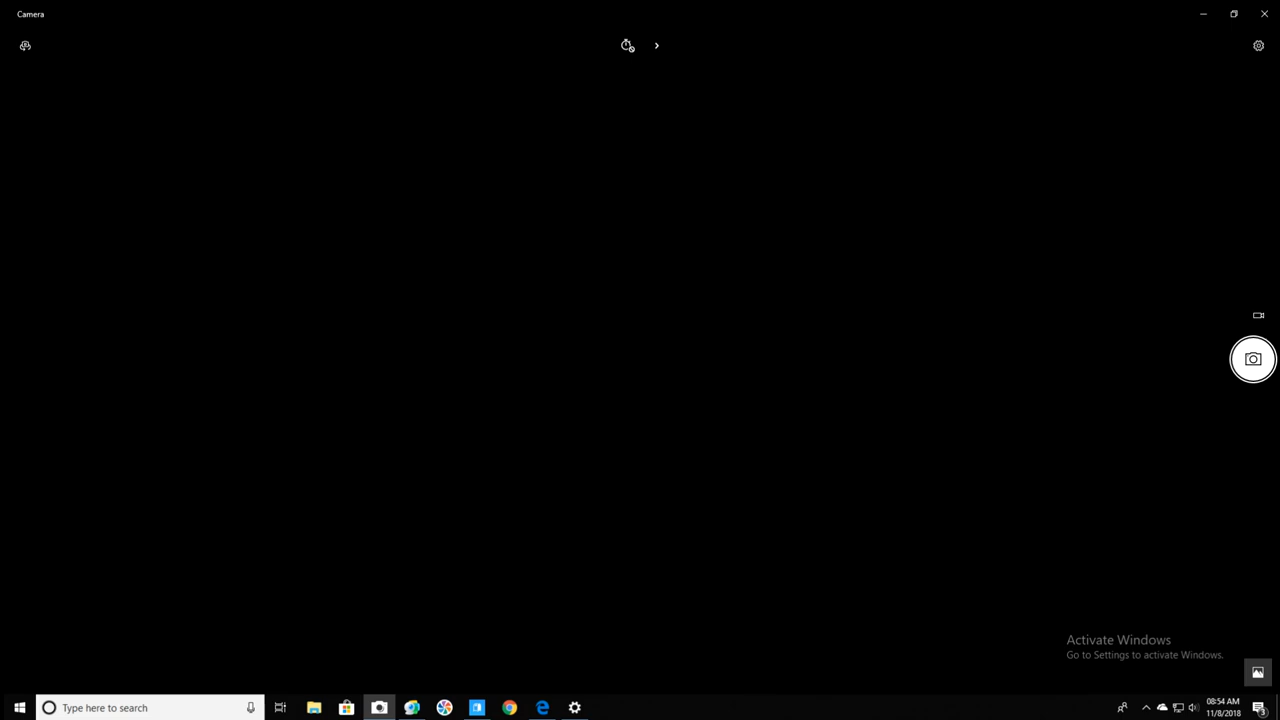 Camera
Activate Windows
Go to Settings to activate Windows.
Type here to search
08:54 AM
11/8/2018
3